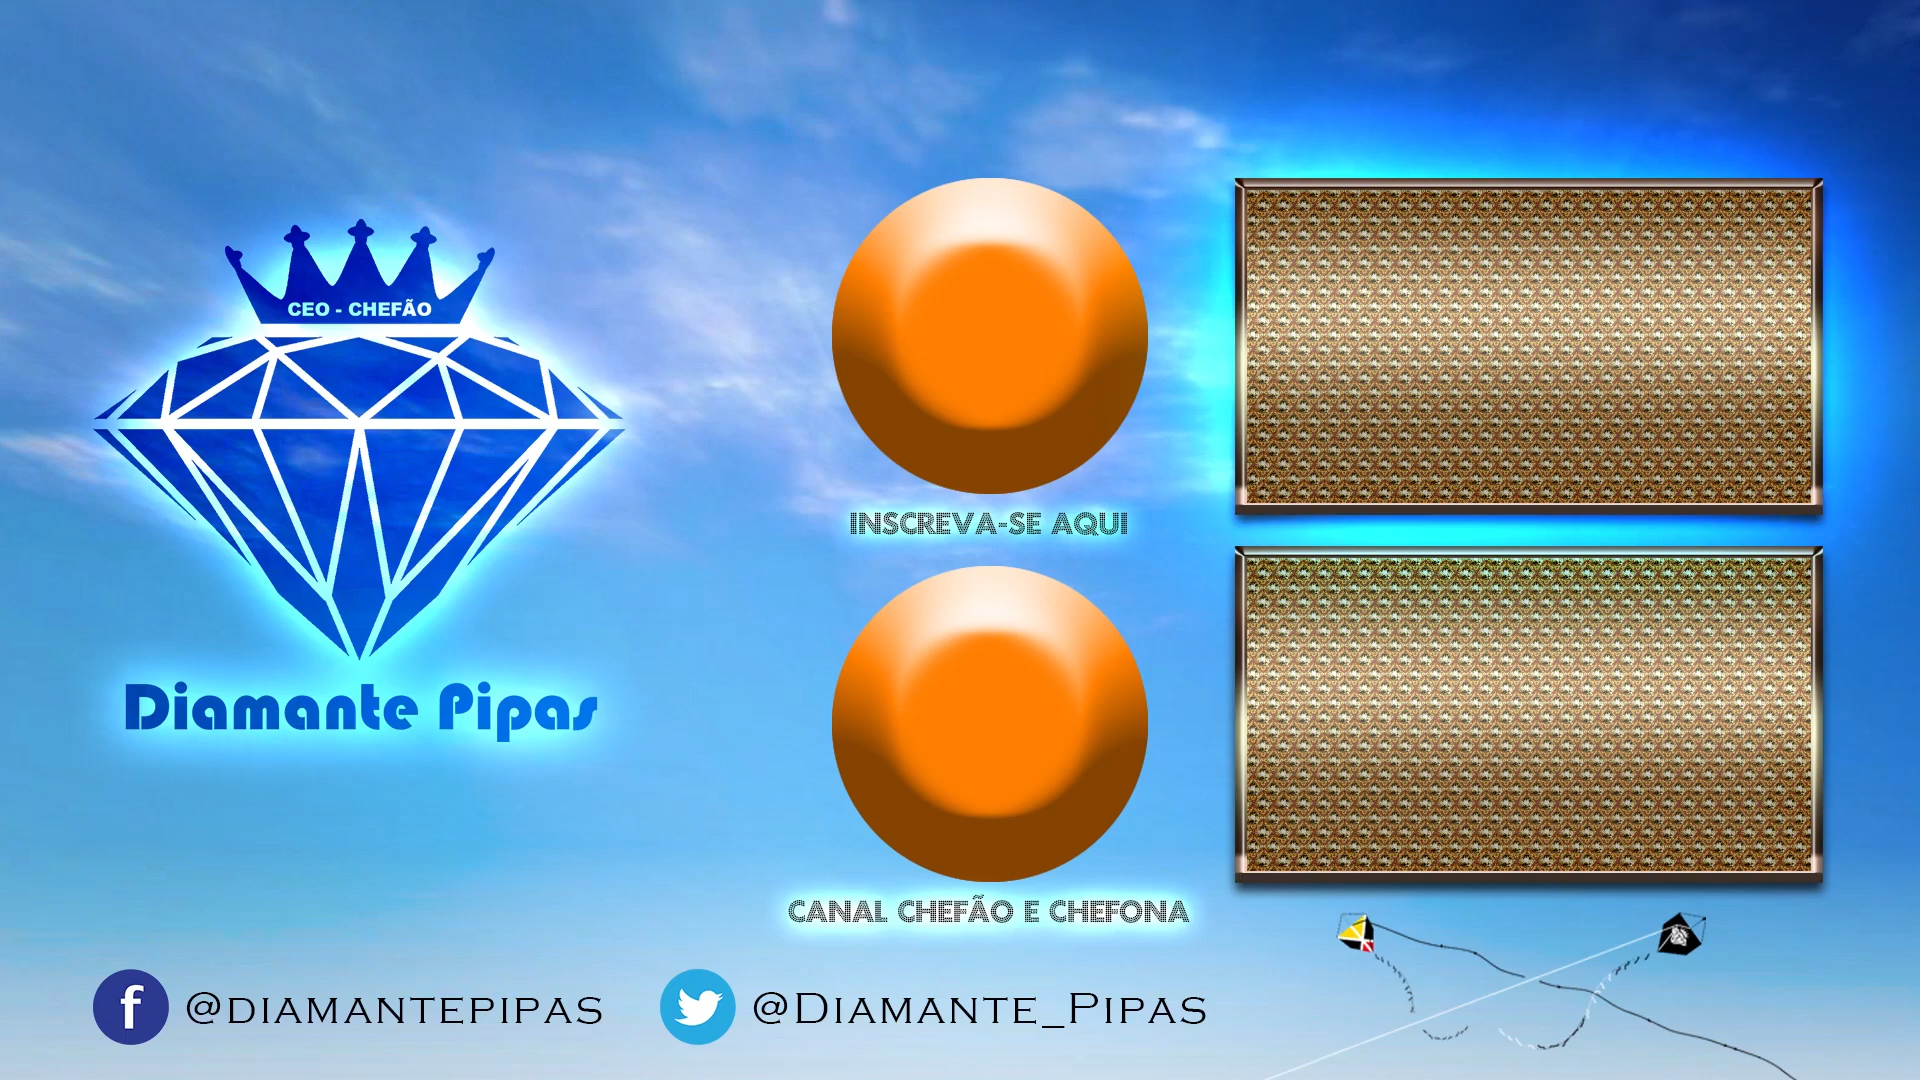 CEO - CHEFÃO
Diamante Pipas
INSCREVA-SE AQUI
CANAL CHEFÃO E CHEFONA
@DIAMANTEPIPAS
@DIAMANTE_PIPAS